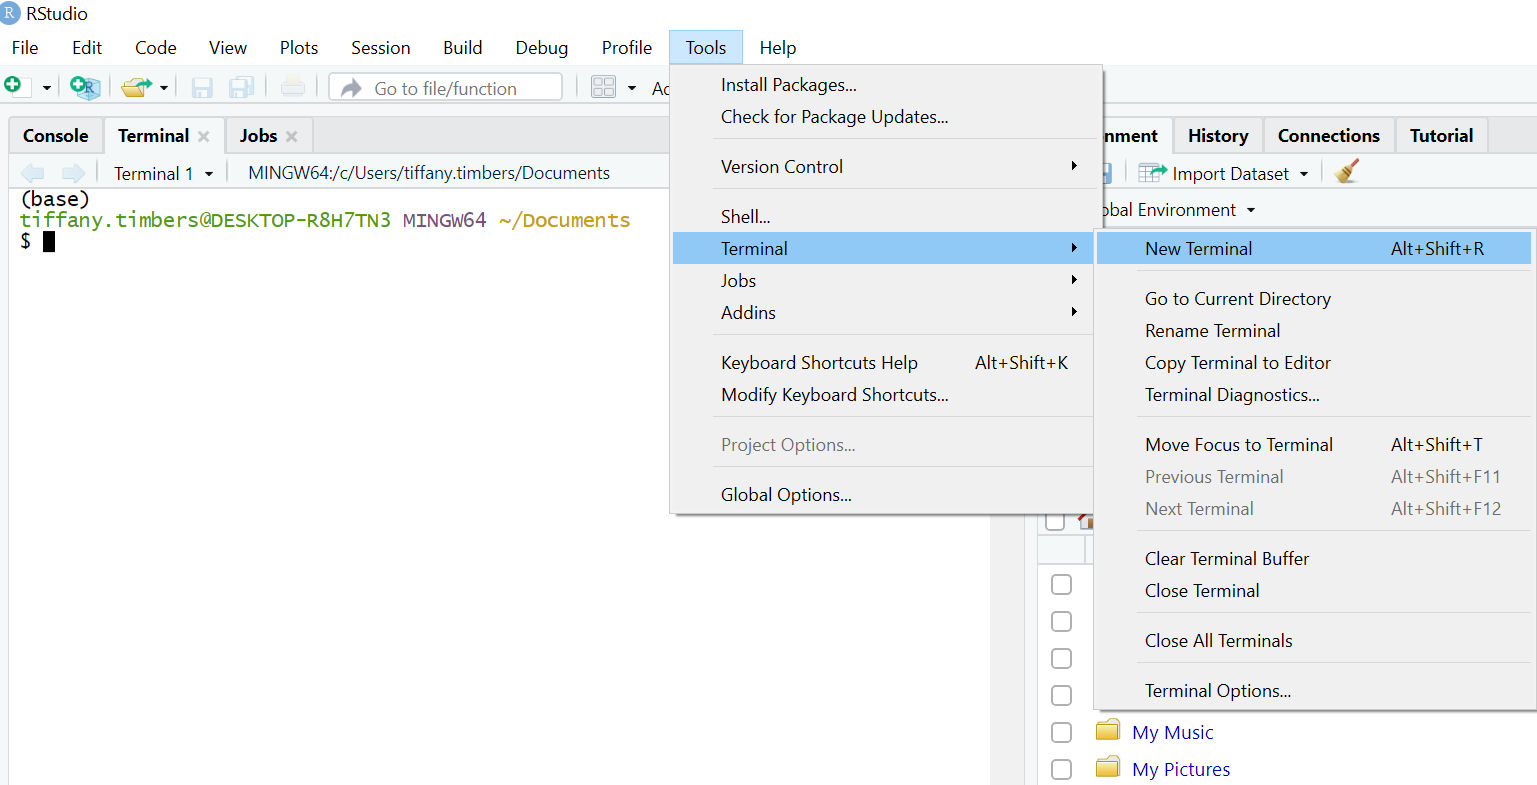 R RStudio
File Edit Code View Plots Session Build Debug Profile Tools Help
Go to file/function
Console Terminal Jobs
Terminal 1 MINGW64:/c/Users/tiffany.timbers/Documents
(base)
tiffany.timbers@DESKTOP-R8H7TN3 MINGW64 ~/Documents
$
Install Packages...
Check for Package Updates...
Version Control
Shell...
Terminal
Jobs
Addins
Keyboard Shortcuts Help Alt+Shift+K
Modify Keyboard Shortcuts...
Project Options...
Global Options...
History Connections Tutorial
Import Dataset
Environment
New Terminal Alt+Shift+R
Go to Current Directory
Rename Terminal
Copy Terminal to Editor
Terminal Diagnostics...
Move Focus to Terminal Alt+Shift+T
Previous Terminal Alt+Shift+F11
Next Terminal Alt+Shift+F12
Clear Terminal Buffer
Close Terminal
Close All Terminals
Terminal Options...
My Music
My Pictures